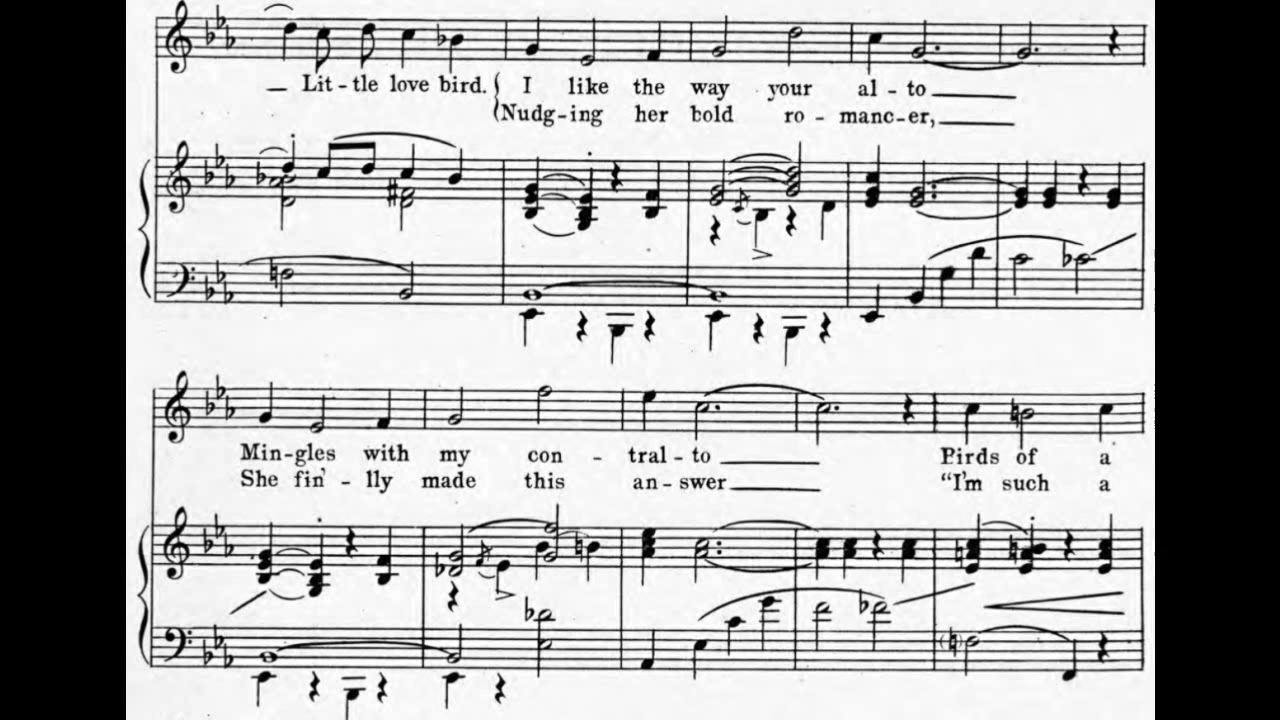 Lit-tle love bird. I like the way your al-to
Nudg-ing her bold ro-manc-er,
Min-gles with my con-tral-to Birds of a
She fin'-lly made this an-swer "I'm such a